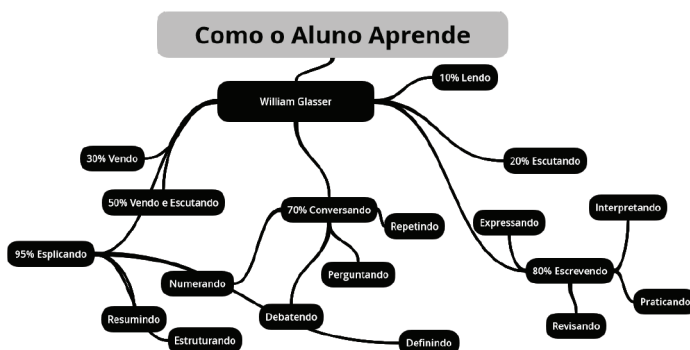 Como o Aluno Aprende
10% Lendo
William Glasser
30% Vendo
20% Escutando
50% Vendo e Escutando
70% Conversando
Interpretando
Expressando
Repetindo
95% Esplicando
80% Escrevendo
Perguntando
Numerando
Praticando
Resumindo
Debatendo
Revisando
Estruturando
Definindo